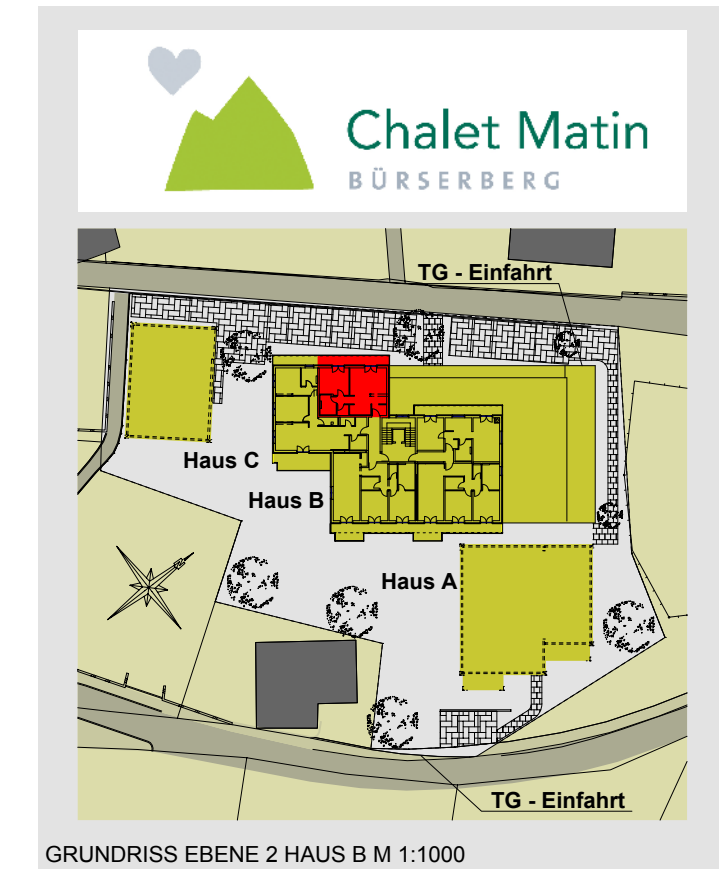 Chalet Matin
BÜRSERBERG
TG - Einfahrt
Haus C
Haus B
Haus A
TG - Einfahrt
GRUNDRISS EBENE 2 HAUS B M 1:1000